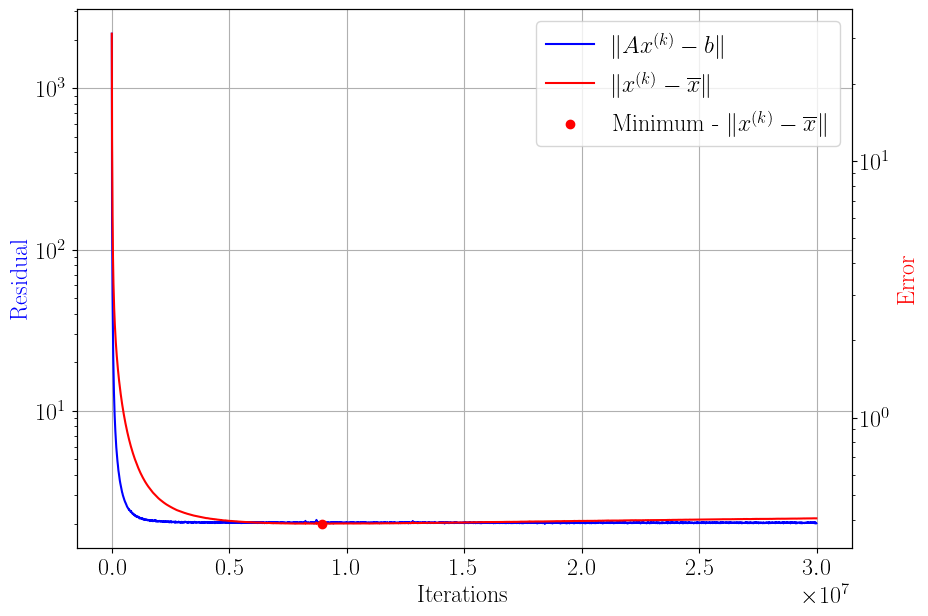 ‖Ax^{(k)} − b‖
‖x^{(k)} − x̅‖
Minimum - ‖x^{(k)} − x̅‖
Residual
10^3
10^2
10^1
Error
10^1
10^0
0.0 0.5 1.0 1.5 2.0 2.5 3.0
Iterations
×10^7